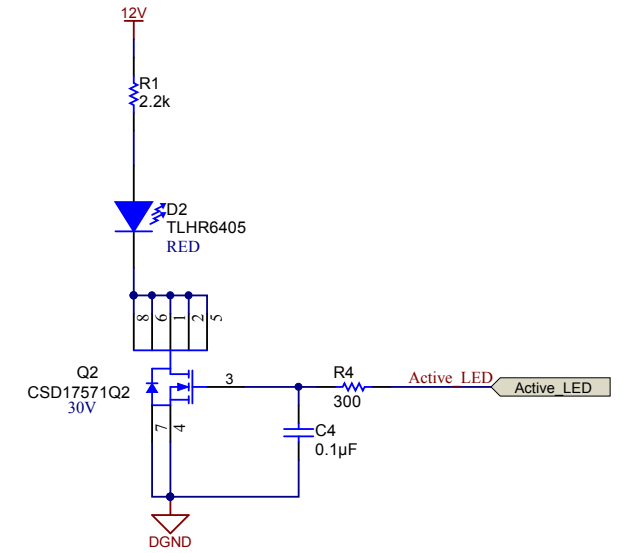 12V
R1
2.2k
D2
TLHR6405
RED
8
6
1
2
5
Q2
CSD17571Q2
30V
3
7
4
R4
300
Active_LED
Active_LED
C4
0.1µF
DGND